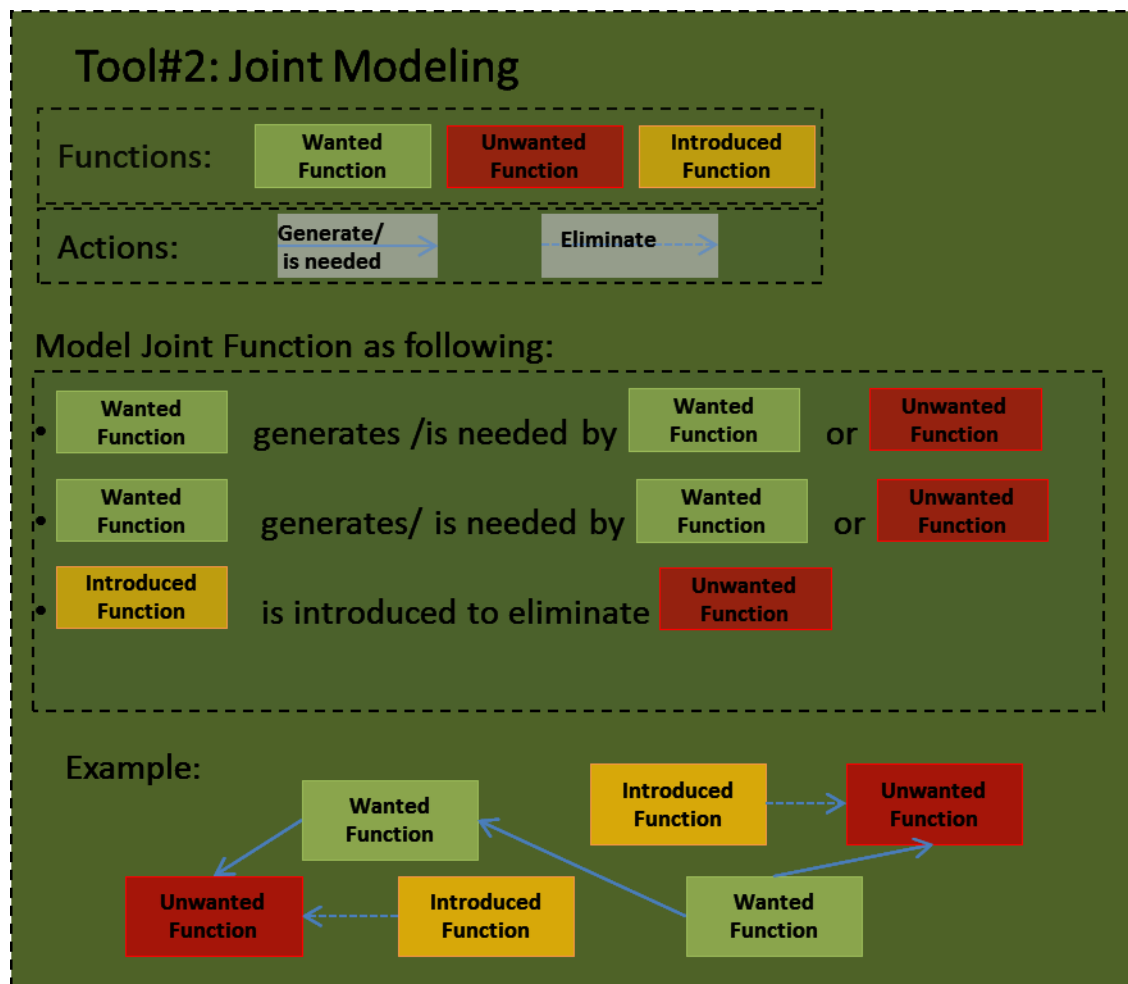 Tool#2: Joint Modeling
Functions:
Wanted
Function
Unwanted
Function
Introduced
Function
Actions:
Generate/
is needed
Eliminate
Model Joint Function as following:
• Wanted
Function
generates /is needed by
Wanted
Function
or
Unwanted
Function
• Wanted
Function
generates/ is needed by
Wanted
Function
or
Unwanted
Function
• Introduced
Function
is introduced to eliminate
Unwanted
Function
Example:
Wanted
Function
Introduced
Function
Unwanted
Function
Unwanted
Function
Introduced
Function
Wanted
Function